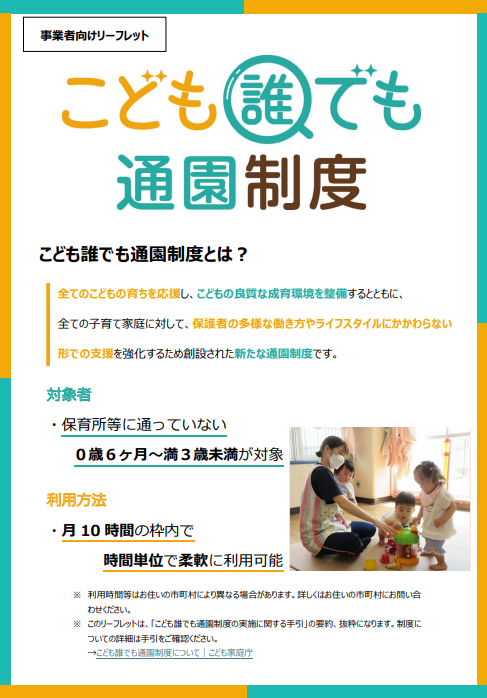 事業者向けリーフレット
こども誰でも
通園制度
こども誰でも通園制度とは？
全てのこどもの育ちを応援し、こどもの良質な成育環境を整備するとともに、
全ての子育て家庭に対して、保護者の多様な働き方やライフスタイルにかかわらない
形での支援を強化するため創設された新たな通園制度です。
対象者
・保育所等に通っていない
０歳６ヶ月～満３歳未満が対象
利用方法
・月 10 時間の枠内で
時間単位で柔軟に利用可能
※ 利用時間等はお住いの市町村により異なる場合があります。詳しくはお住いの市町村にお問い合
わせください。
※ このリーフレットは、「こども誰でも通園制度の実施に関する手引」の要約、抜粋になります。制度に
ついての詳細は手引をご確認ください。
→こども誰でも通園制度について｜こども家庭庁